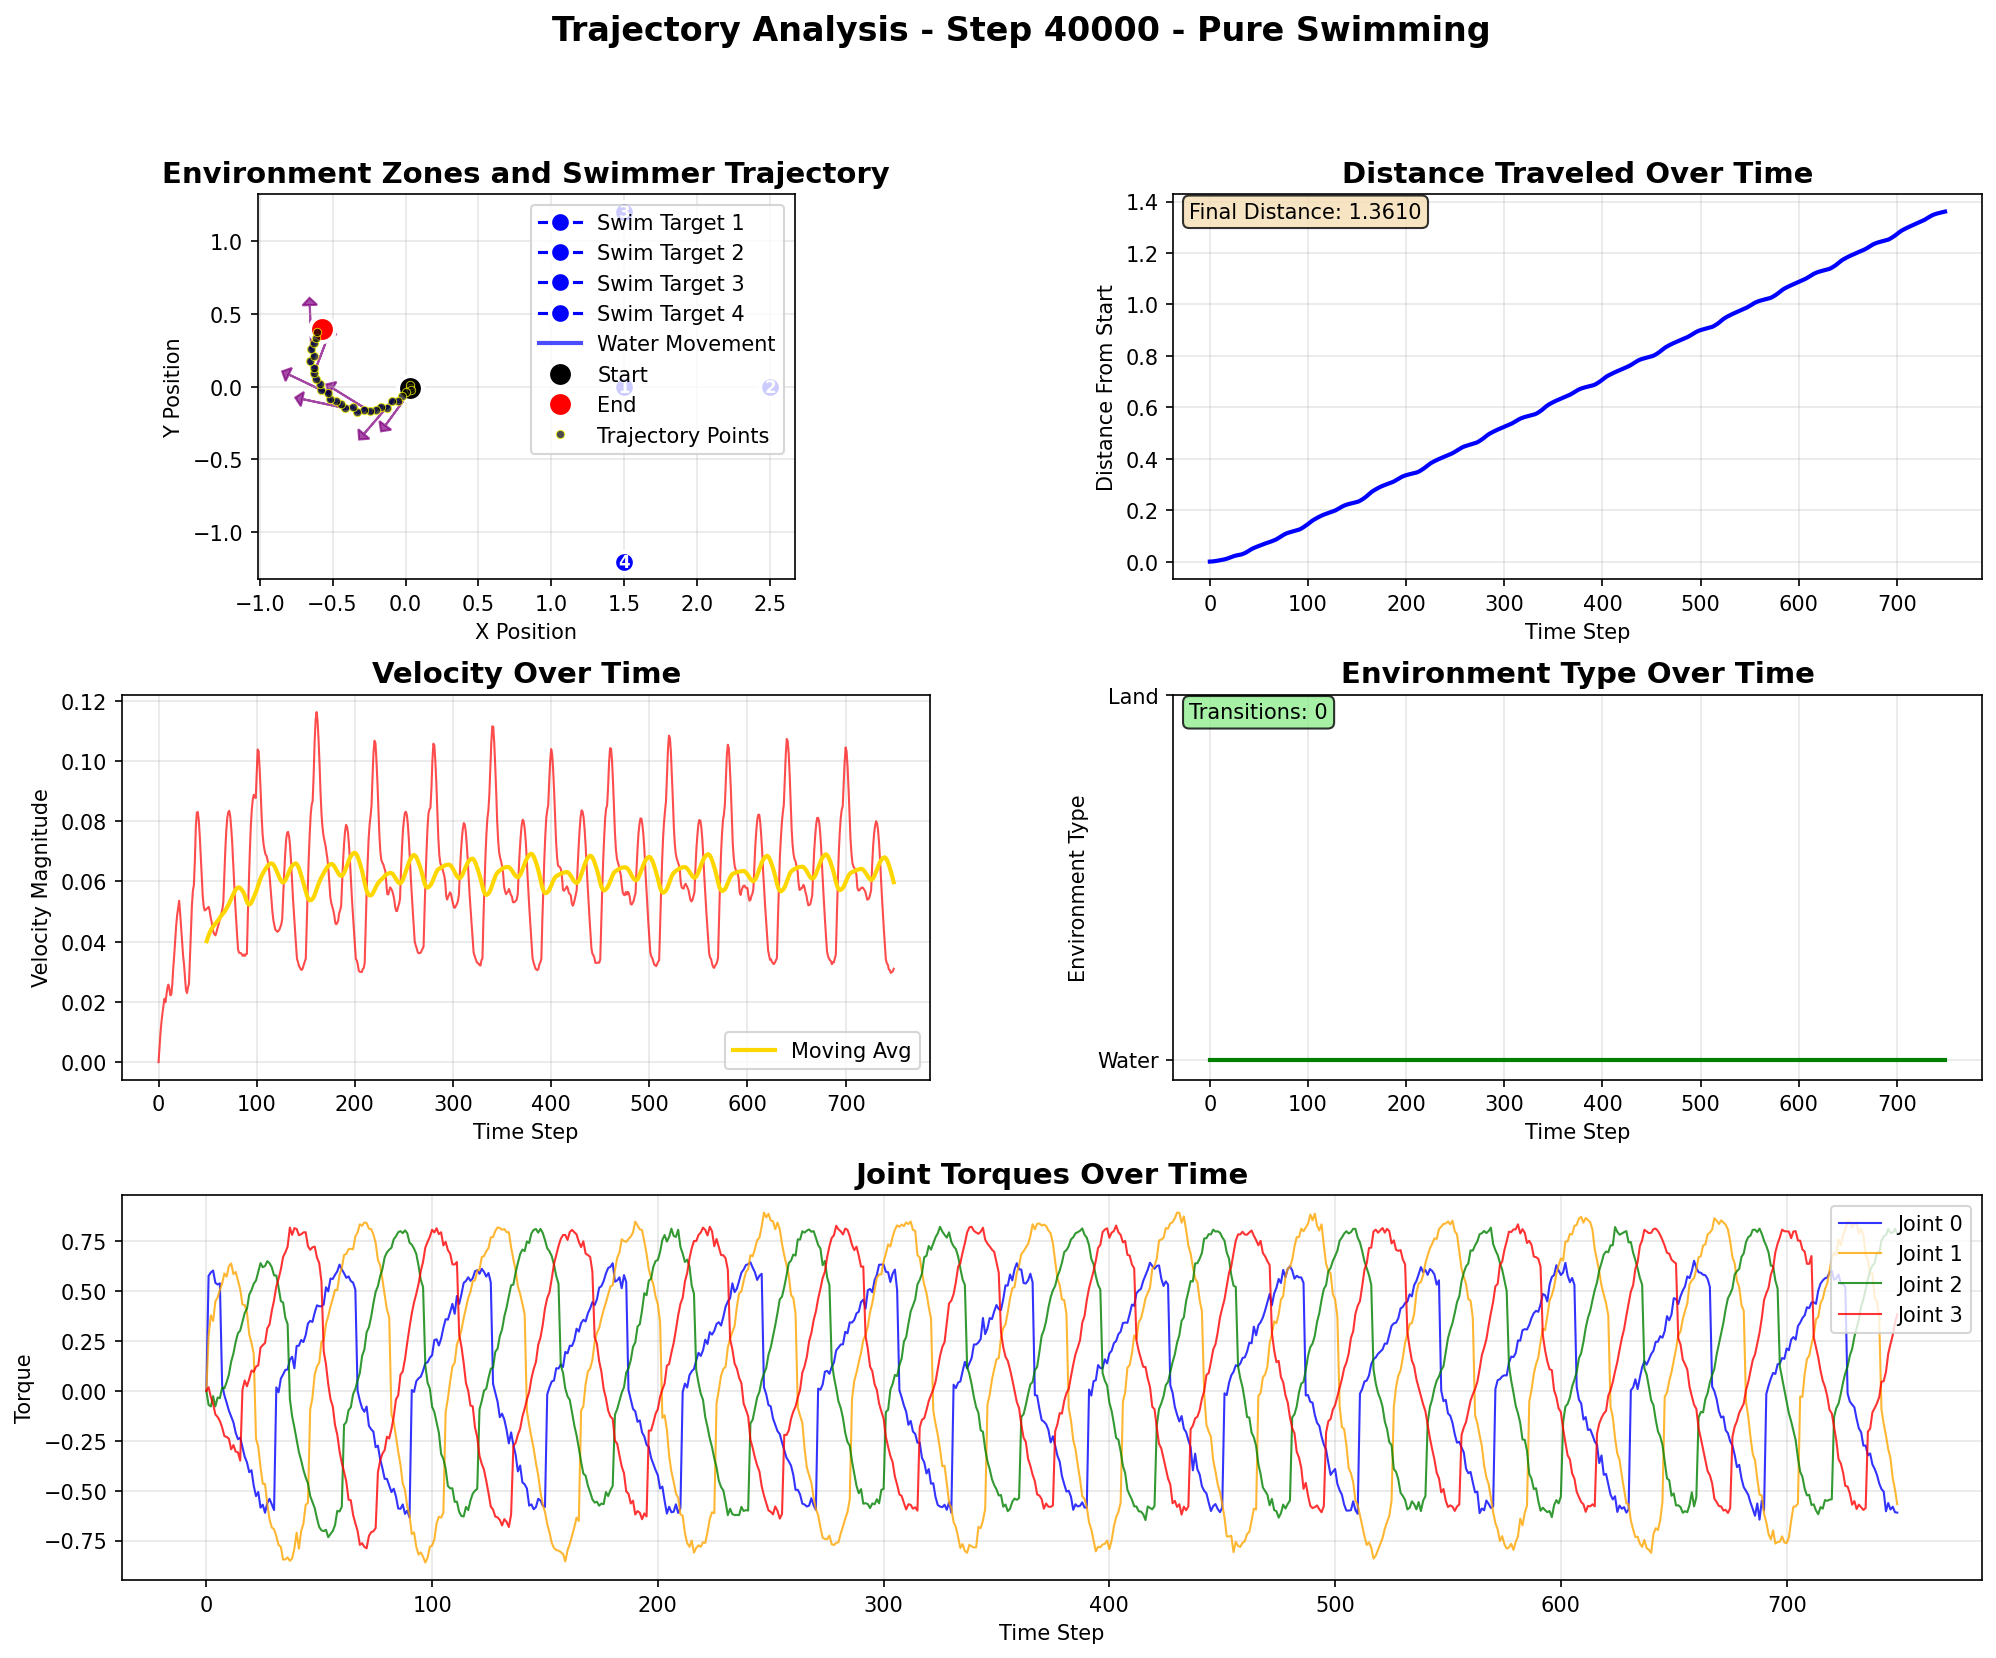 Trajectory Analysis - Step 40000 - Pure Swimming
Environment Zones and Swimmer Trajectory
Y Position
1.0
0.5
0.0
−0.5
−1.0
−1.0 −0.5 0.0 0.5 1.0 1.5 2.0 2.5
X Position
3
1
2
4
Swim Target 1
Swim Target 2
Swim Target 3
Swim Target 4
Water Movement
Start
End
Trajectory Points
Distance Traveled Over Time
Final Distance: 1.3610
Distance From Start
1.4
1.2
1.0
0.8
0.6
0.4
0.2
0.0
0 100 200 300 400 500 600 700
Time Step
Velocity Over Time
Velocity Magnitude
0.12
0.10
0.08
0.06
0.04
0.02
0.00
Moving Avg
0 100 200 300 400 500 600 700
Time Step
Environment Type Over Time
Transitions: 0
Environment Type
Land
Water
0 100 200 300 400 500 600 700
Time Step
Joint Torques Over Time
Torque
0.75
0.50
0.25
0.00
−0.25
−0.50
−0.75
Joint 0
Joint 1
Joint 2
Joint 3
0 100 200 300 400 500 600 700
Time Step